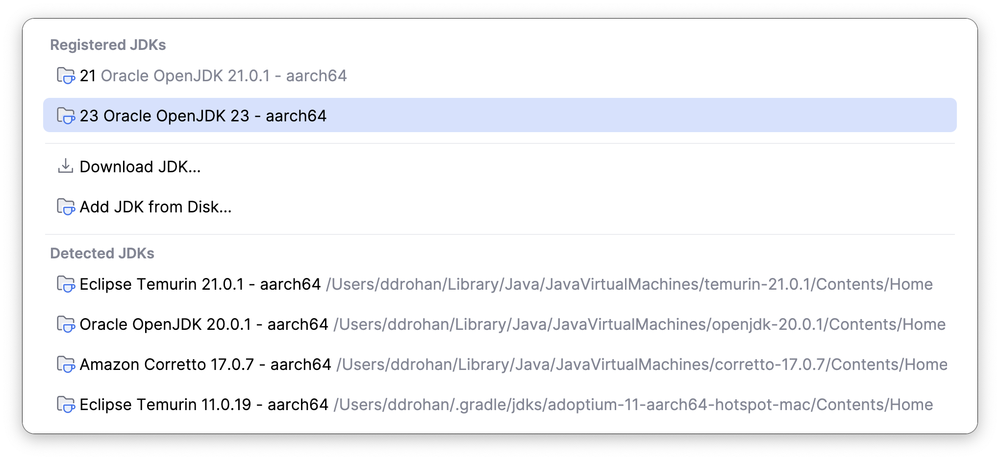 Registered JDKs
21 Oracle OpenJDK 21.0.1 - aarch64
23 Oracle OpenJDK 23 - aarch64
Download JDK...
Add JDK from Disk...
Detected JDKs
Eclipse Temurin 21.0.1 - aarch64 /Users/ddrohan/Library/Java/JavaVirtualMachines/temurin-21.0.1/Contents/Home
Oracle OpenJDK 20.0.1 - aarch64 /Users/ddrohan/Library/Java/JavaVirtualMachines/openjdk-20.0.1/Contents/Home
Amazon Corretto 17.0.7 - aarch64 /Users/ddrohan/Library/Java/JavaVirtualMachines/corretto-17.0.7/Contents/Home
Eclipse Temurin 11.0.19 - aarch64 /Users/ddrohan/.gradle/jdks/adoptium-11-aarch64-hotspot-mac/Contents/Home